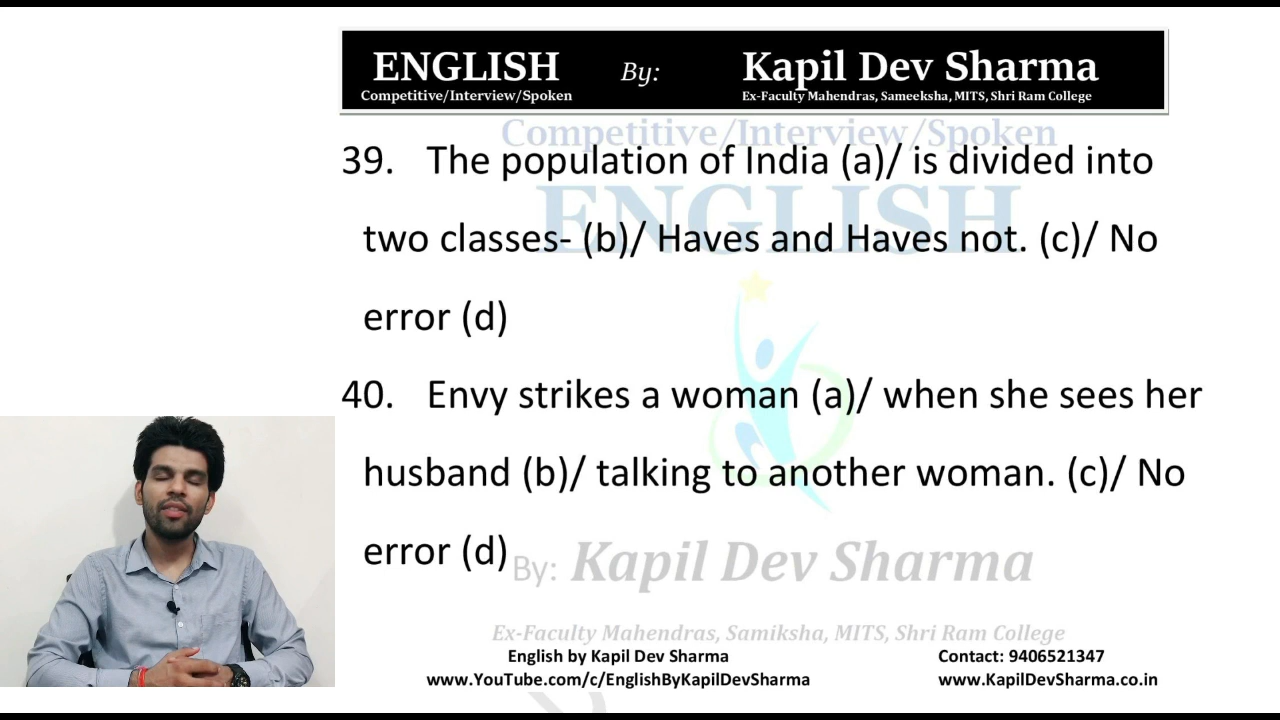 ENGLISH By: Kapil Dev Sharma
Competitive/Interview/Spoken Ex-Faculty Mahendras, Sameeksha, MITS, Shri Ram College
Competitive/Interview/Spoken
39. The population of India (a)/ is divided into
ENGLISH
two classes- (b)/ Haves and Haves not. (c)/ No
error (d)
40. Envy strikes a woman (a)/ when she sees her
husband (b)/ talking to another woman. (c)/ No
error (d)
By: Kapil Dev Sharma
Ex-Faculty Mahendras, Samiksha, MITS, Shri Ram College
English by Kapil Dev Sharma Contact: 9406521347
www.YouTube.com/c/EnglishByKapilDevSharma www.KapilDevSharma.co.in